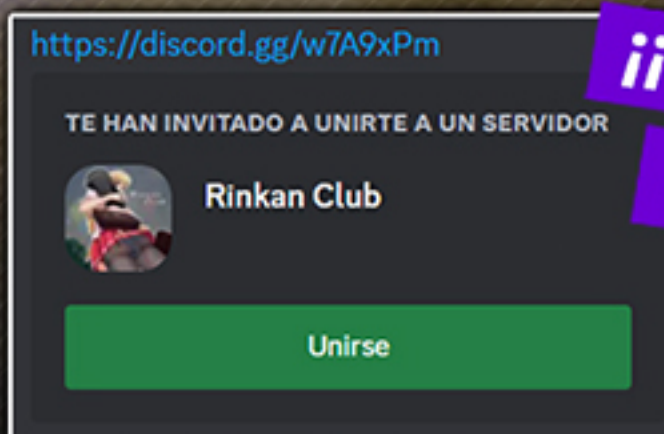 https://discord.gg/w7A9xPm
¡¡
TE HAN INVITADO A UNIRTE A UN SERVIDOR
Rinkan Club
Unirse